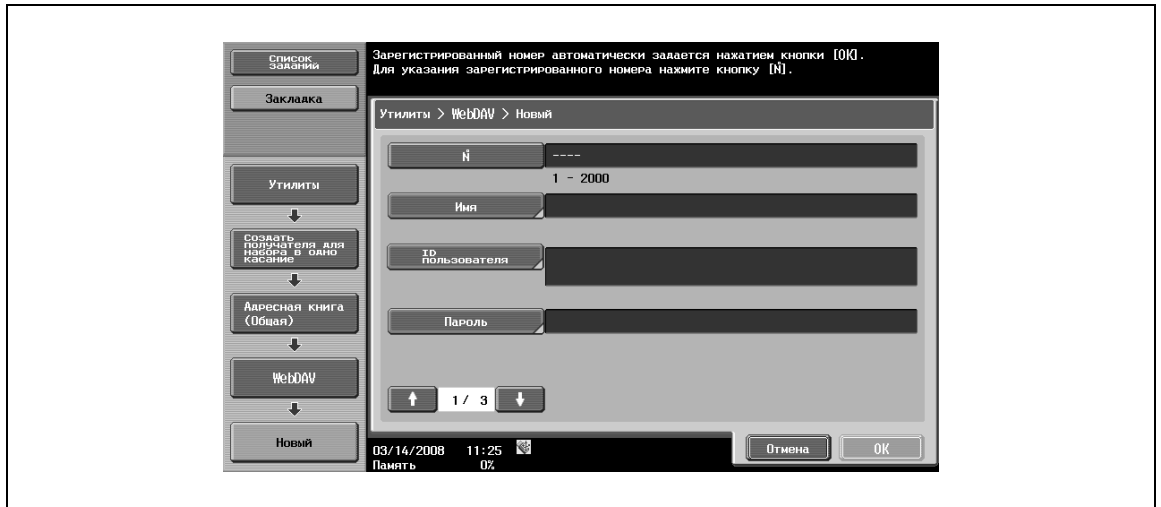 Список
заданий
Закладка
Утилиты
Создать
получателя для
набора в одно
касание
Адресная книга
(Общая)
WebDAV
Новый
Зарегистрированный номер автоматически задается нажатием кнопки [OK].
Для указания зарегистрированного номера нажмите кнопку [№].
Утилиты > WebDAV > Новый
№
----
1 - 2000
Имя
ID
пользователя
Пароль
1/ 3
03/14/2008 11:25
Память 0%
Отмена
OK